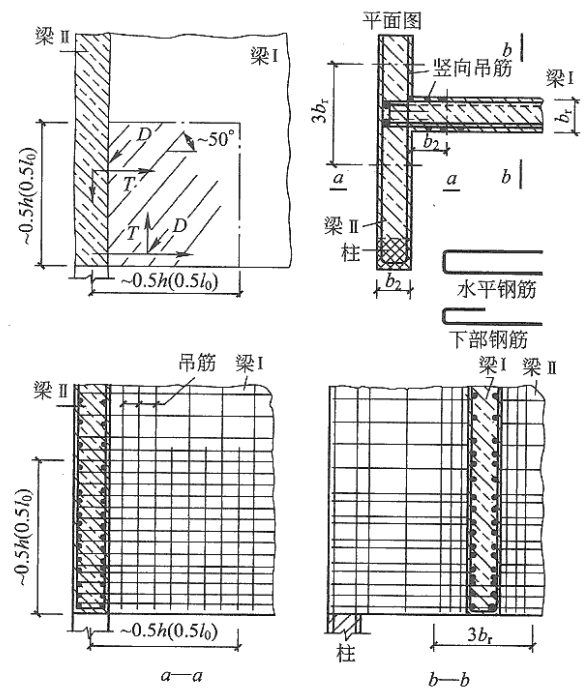 梁Ⅱ
梁Ⅰ
D
~50°
T
T
D
~0.5h(0.5l₀)
~0.5h(0.5l₀)
平面图
b
竖向吊筋
梁Ⅰ
3bᵣ
bᵣ
b₂
a
a
b
梁Ⅱ
柱
b₂
水平钢筋
下部钢筋
吊筋
梁Ⅰ
梁Ⅱ
~0.5h(0.5l₀)
~0.5h(0.5l₀)
a—a
梁Ⅰ
梁Ⅱ
柱
3bᵣ
b—b